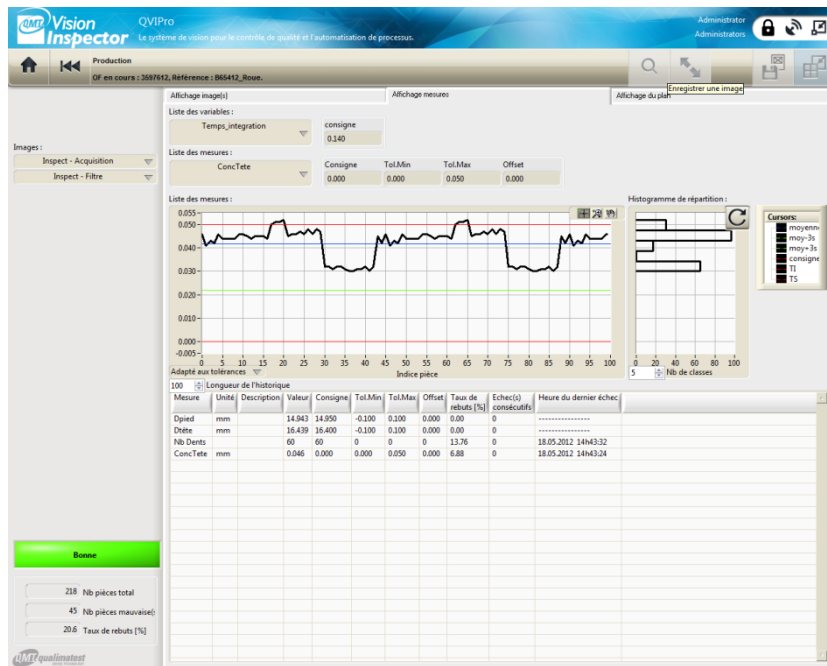 QMT Vision Inspector
QVIPro
Le système de vision pour le contrôle de qualité et l'automatisation de processus.
Administrator
Administrators
Production
OF en cours : 3597612, Référence : B65412_Roue.
Enregistrer une image
Affichage image(s)
Affichage mesures
Affichage du plan
Liste des variables :
Temps_integration
consigne
0.140
Images :
Inspect - Acquisition
Inspect - Filtre
Liste des mesures :
ConcTete
Consigne Tol.Min Tol.Max Offset
0.000 0.000 0.050 0.000
Liste des mesures :
Histogramme de répartition :
0.055
0.050
0.040
0.030
0.020
0.010
0.000
-0.005
0 5 10 15 20 25 30 35 40 45 50 55 60 65 70 75 80 85 90 95 100
Indice pièce
Adapté aux tolérances
0 20 40 60 80 100
5 Nb de classes
Cursors:
moyenn
moy-3s
moy+3s
consigne
TI
TS
100 Longueur de l'historique
Mesure Unité Description Valeur Consigne Tol.Min Tol.Max Offset Taux de rebuts [%] Echec(s) consécutifs Heure du dernier échec
Dpied mm 14.943 14.950 -0.100 0.100 0.000 0.00 0 ---------------
Dtête mm 16.439 16.400 -0.100 0.100 0.000 0.00 0 ---------------
Nb Dents 60 60 0 0 0 13.76 0 18.05.2012 14h43:32
ConcTete mm 0.046 0.000 0.000 0.050 0.000 6.88 0 18.05.2012 14h43:24
Bonne
218 Nb pièces total
45 Nb pièces mauvaise(s
20.6 Taux de rebuts [%]
QMT qualimatest